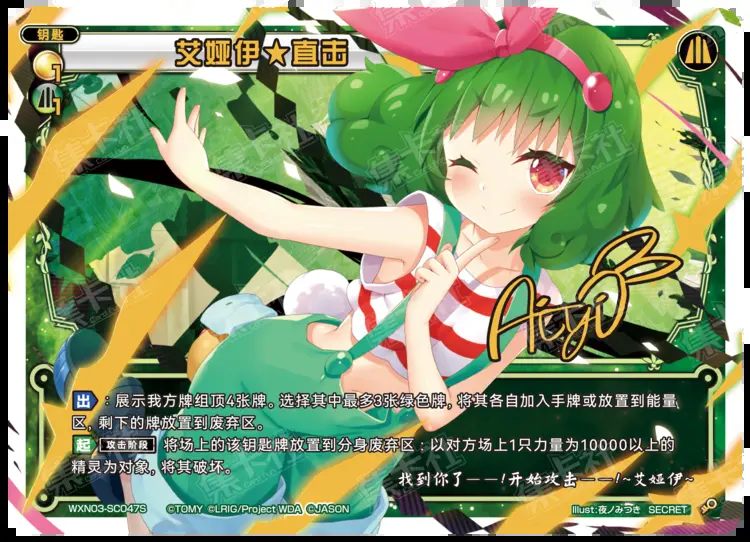 钥匙
艾娅伊★直击
1
1
Aiyi
出：展示我方牌组顶4张牌。选择其中最多3张绿色牌，将其各自加入手牌或放置到能量
区，剩下的牌放置到废弃区。
起 攻击阶段 将场上的该钥匙牌放置到分身废弃区：以对方场上1只力量为10000以上的
精灵为对象，将其破坏。
找到你了——!开始攻击——!~艾娅伊~
WXN03-SC047S ©TOMY ©LRIG/Project WDA ©JASON Illust:夜ノみつき SECRET
集卡社